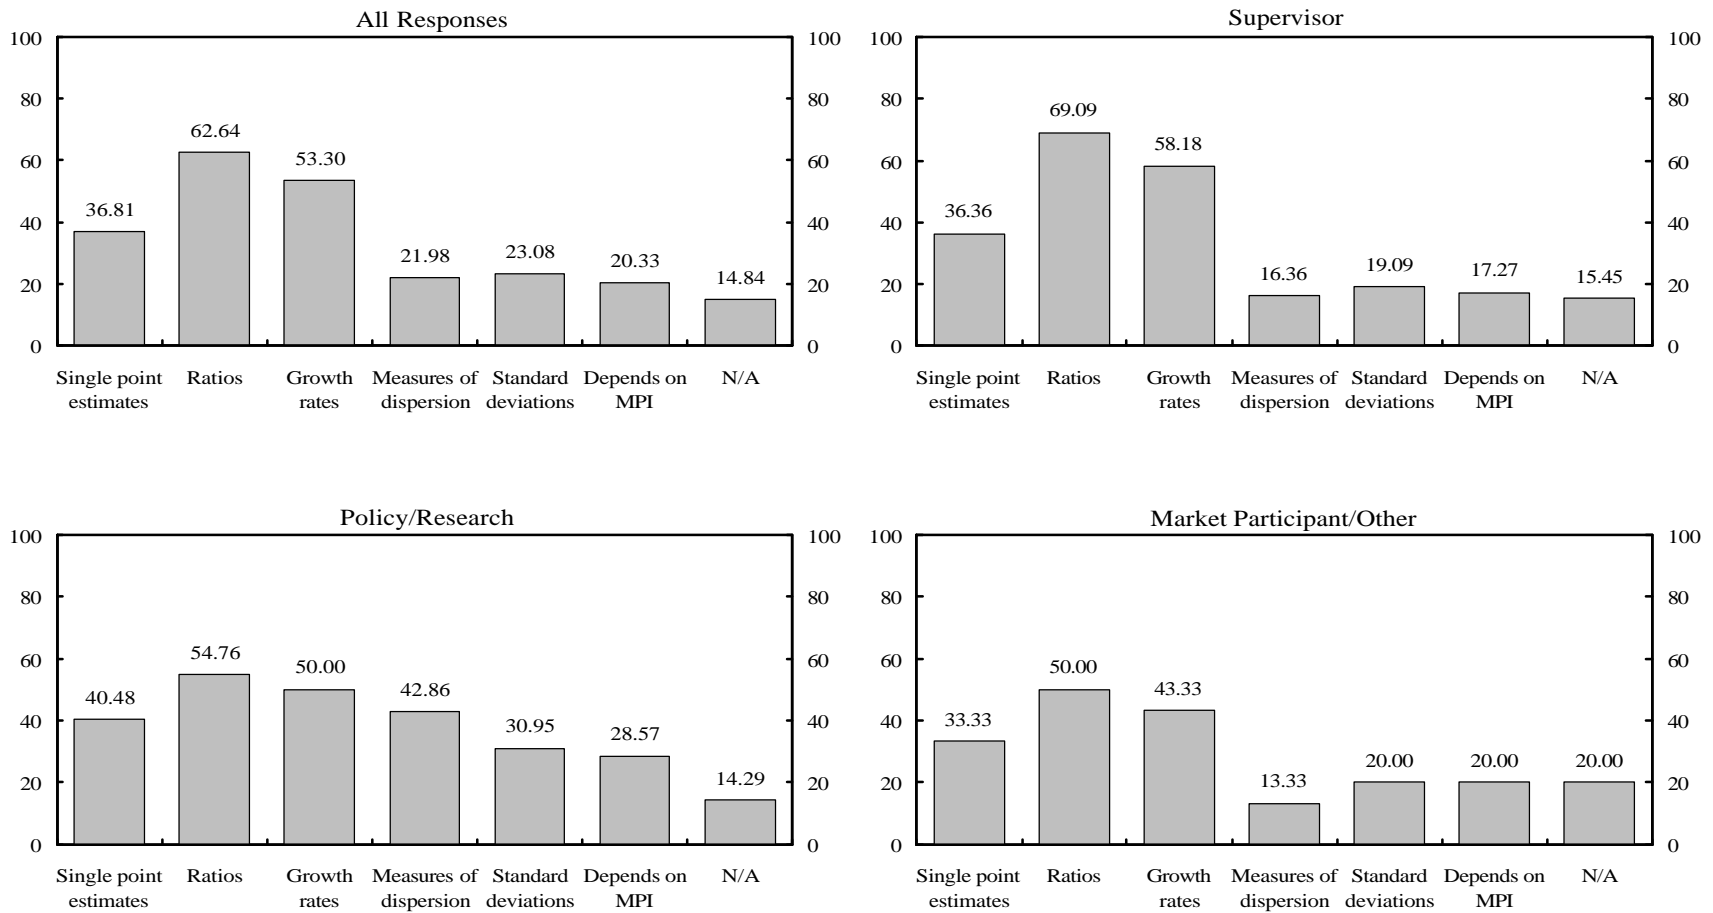 All Responses
100 100
80 80
60 60
40 40
20 20
0 0
36.81 62.64 53.30 21.98 23.08 20.33 14.84
Single point Ratios Growth Measures of Standard Depends on N/A
estimates rates dispersion deviations MPI
Supervisor
100 100
80 80
60 60
40 40
20 20
0 0
36.36 69.09 58.18 16.36 19.09 17.27 15.45
Single point Ratios Growth Measures of Standard Depends on N/A
estimates rates dispersion deviations MPI
Policy/Research
100 100
80 80
60 60
40 40
20 20
0 0
40.48 54.76 50.00 42.86 30.95 28.57 14.29
Single point Ratios Growth Measures of Standard Depends on N/A
estimates rates dispersion deviations MPI
Market Participant/Other
100 100
80 80
60 60
40 40
20 20
0 0
33.33 50.00 43.33 13.33 20.00 20.00 20.00
Single point Ratios Growth Measures of Standard Depends on N/A
estimates rates dispersion deviations MPI